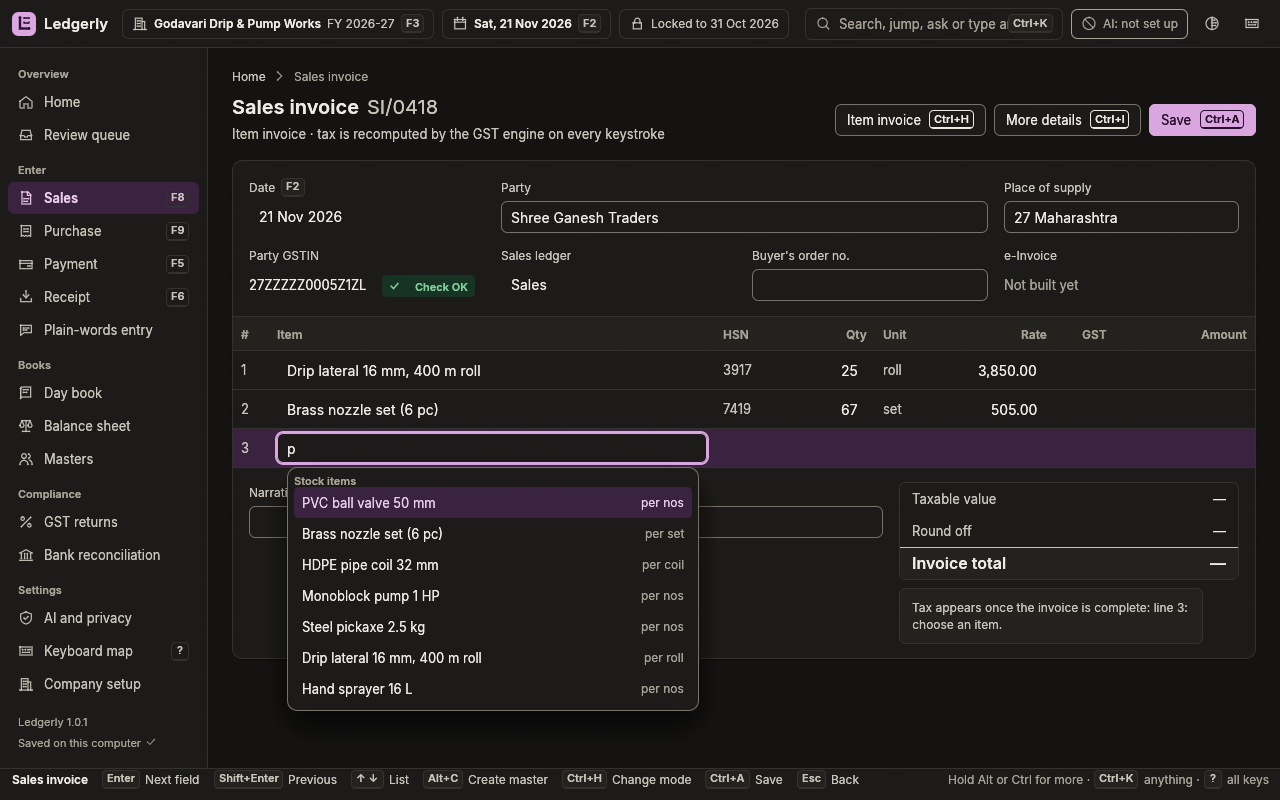 Ledgerly
Godavari Drip & Pump Works FY 2026-27 F3
Sat, 21 Nov 2026 F2
Locked to 31 Oct 2026
Search, jump, ask or type a Ctrl+K
AI: not set up
Overview
Home
Review queue
Enter
Sales F8
Purchase F9
Payment F5
Receipt F6
Plain-words entry
Books
Day book
Balance sheet
Masters
Compliance
GST returns
Bank reconciliation
Settings
AI and privacy
Keyboard map ?
Company setup
Ledgerly 1.0.1
Saved on this computer
Home Sales invoice
Sales invoice SI/0418
Item invoice · tax is recomputed by the GST engine on every keystroke
Item invoice Ctrl+H
More details Ctrl+I
Save Ctrl+A
Date F2
21 Nov 2026
Party
Shree Ganesh Traders
Place of supply
27 Maharashtra
Party GSTIN
27ZZZZZ0005Z1ZL Check OK
Sales ledger
Sales
Buyer's order no.
e-Invoice
Not built yet
# Item HSN Qty Unit Rate GST Amount
1 Drip lateral 16 mm, 400 m roll 3917 25 roll 3,850.00
2 Brass nozzle set (6 pc) 7419 67 set 505.00
3 p
Stock items
PVC ball valve 50 mm per nos
Brass nozzle set (6 pc) per set
HDPE pipe coil 32 mm per coil
Monoblock pump 1 HP per nos
Steel pickaxe 2.5 kg per nos
Drip lateral 16 mm, 400 m roll per roll
Hand sprayer 16 L per nos
Narrati
Taxable value —
Round off —
Invoice total —
Tax appears once the invoice is complete: line 3:
choose an item.
Sales invoice Enter Next field Shift+Enter Previous ↑ ↓ List Alt+C Create master Ctrl+H Change mode Ctrl+A Save Esc Back Hold Alt or Ctrl for more · Ctrl+K anything · ? all keys